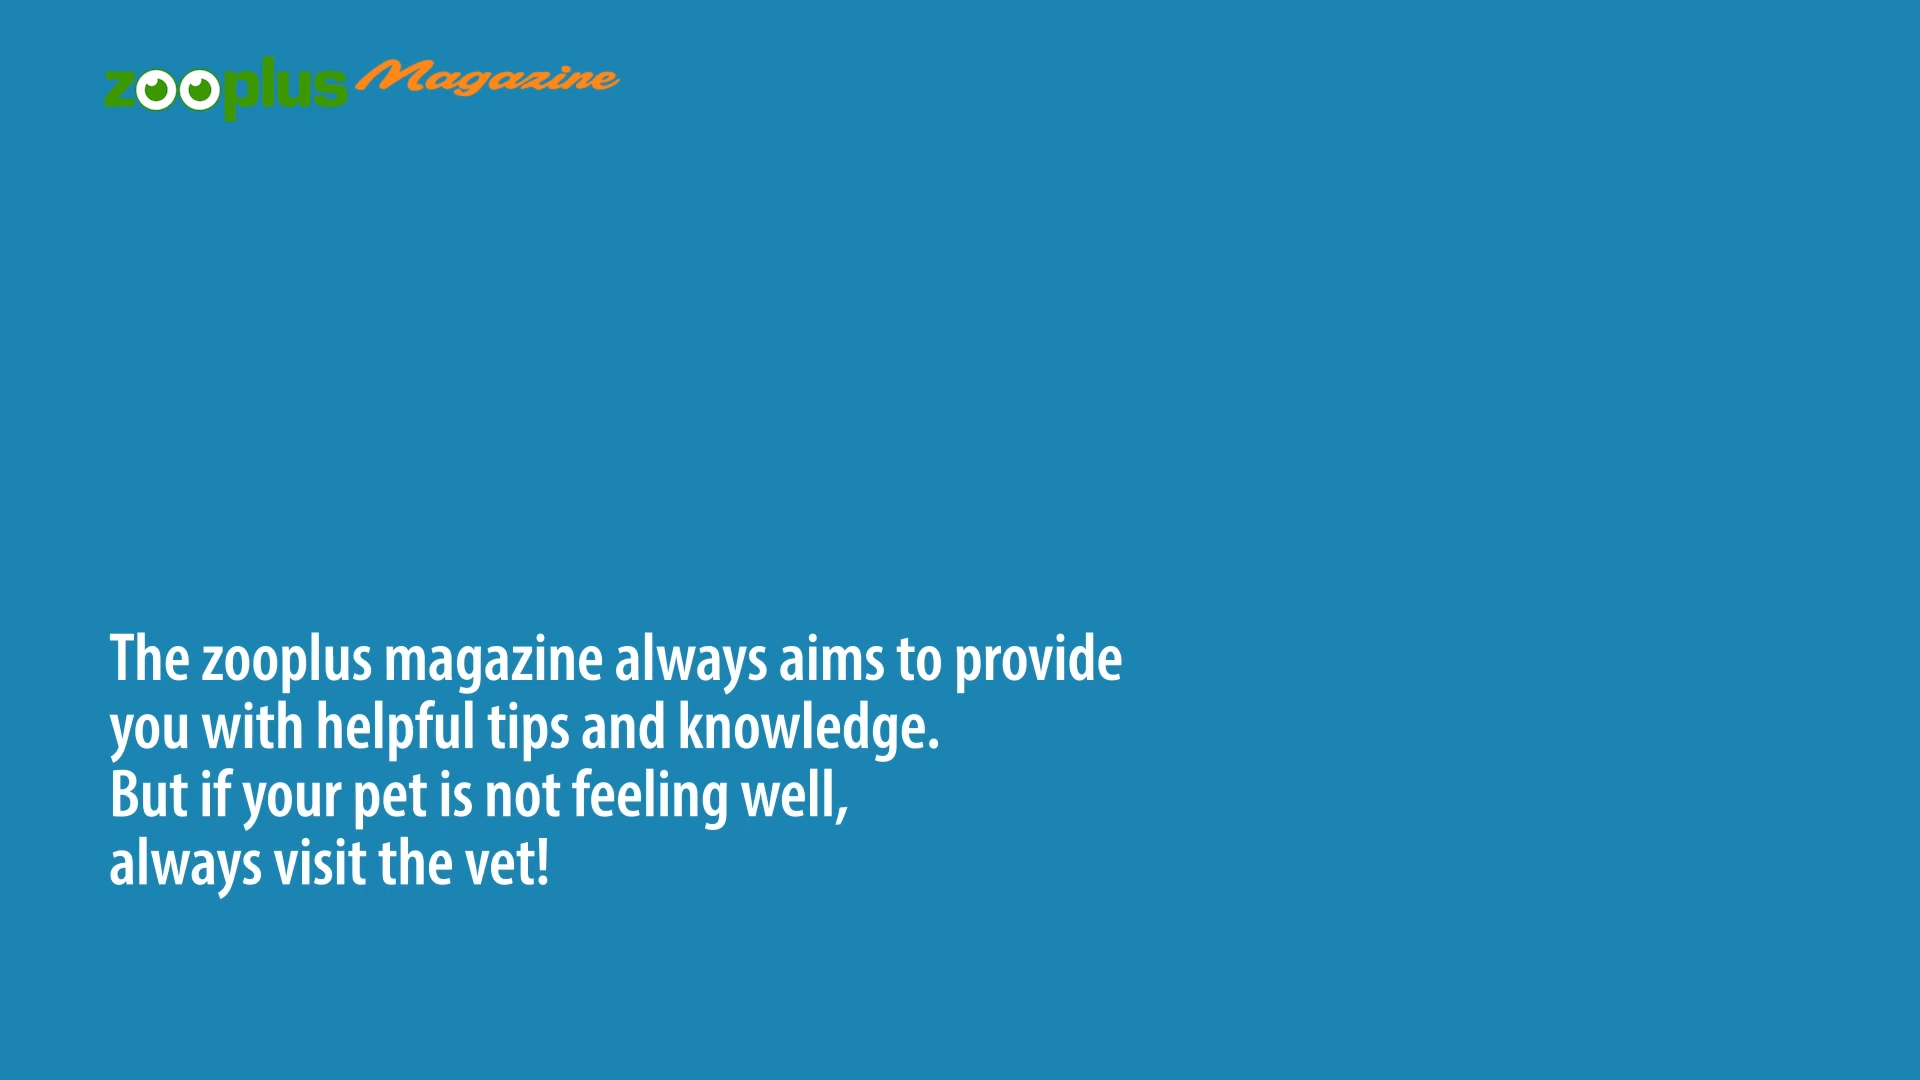 zooplus Magazine
The zooplus magazine always aims to provide
you with helpful tips and knowledge.
But if your pet is not feeling well,
always visit the vet!